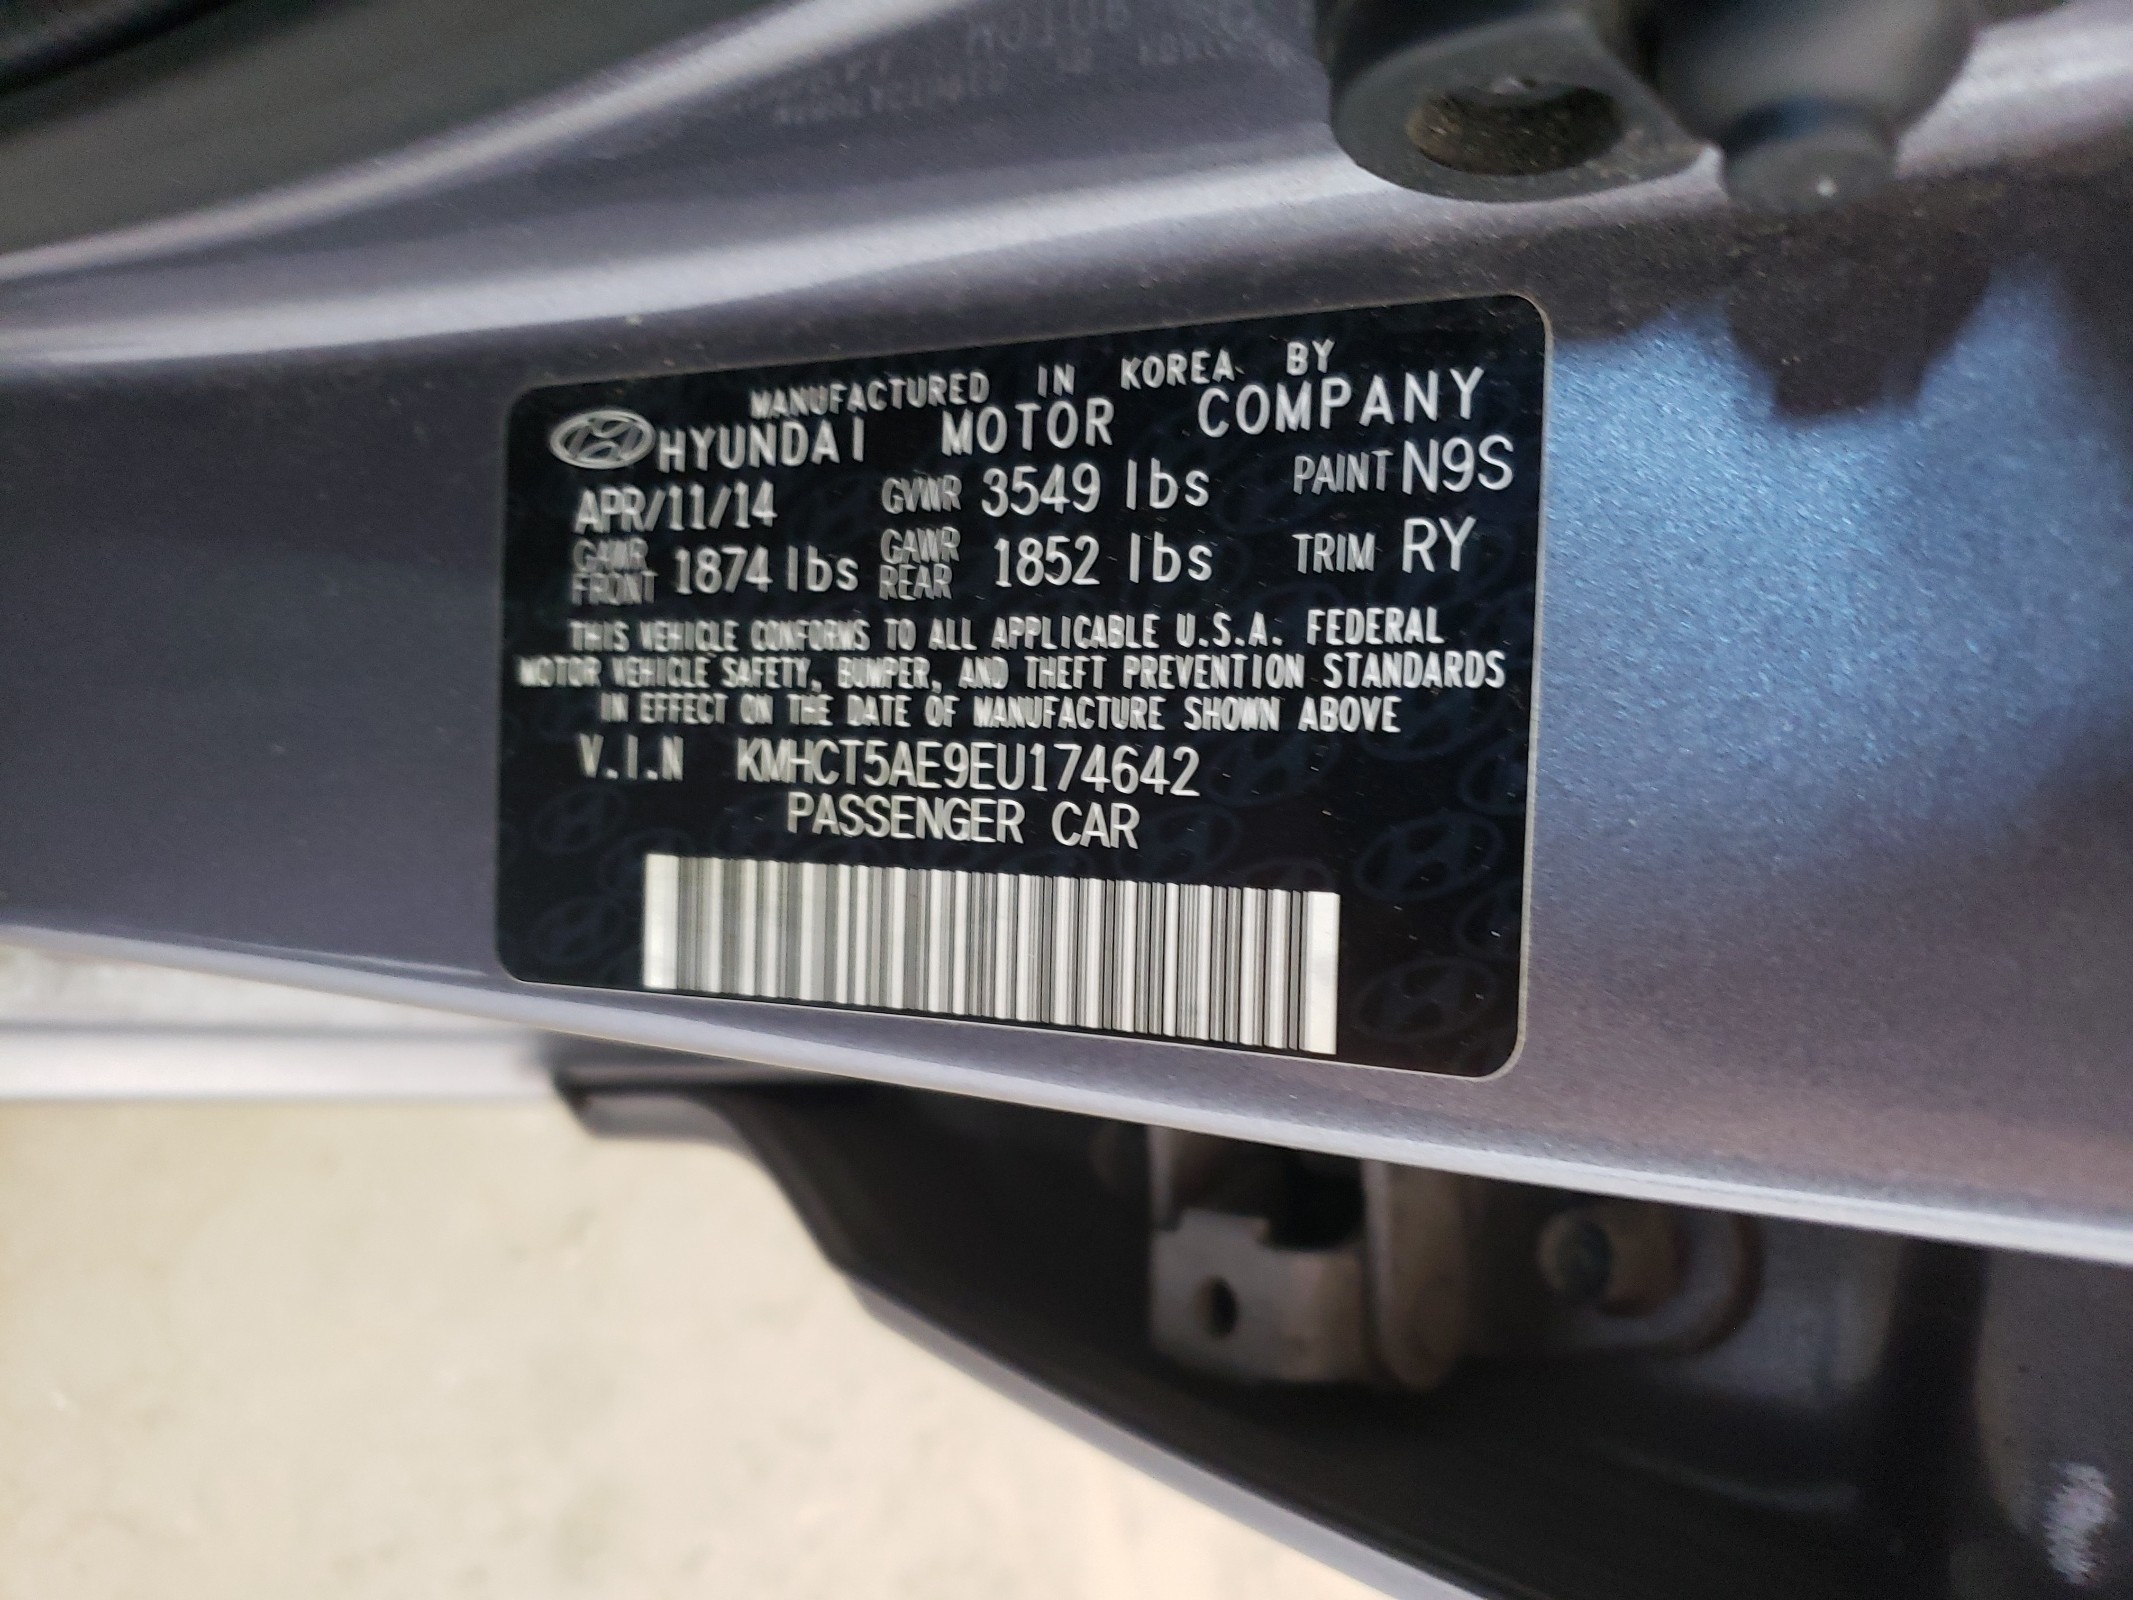 MANUFACTURED IN KOREA BY
HYUNDAI MOTOR COMPANY
APR/11/14 GVWR 3549 lbs PAINT N9S
GAWR FRONT 1874 lbs GAWR REAR 1852 lbs TRIM RY
THIS VEHICLE CONFORMS TO ALL APPLICABLE U.S.A. FEDERAL
MOTOR VEHICLE SAFETY, BUMPER, AND THEFT PREVENTION STANDARDS
IN EFFECT ON THE DATE OF MANUFACTURE SHOWN ABOVE
V.I.N KMHCT5AE9EU174642
PASSENGER CAR